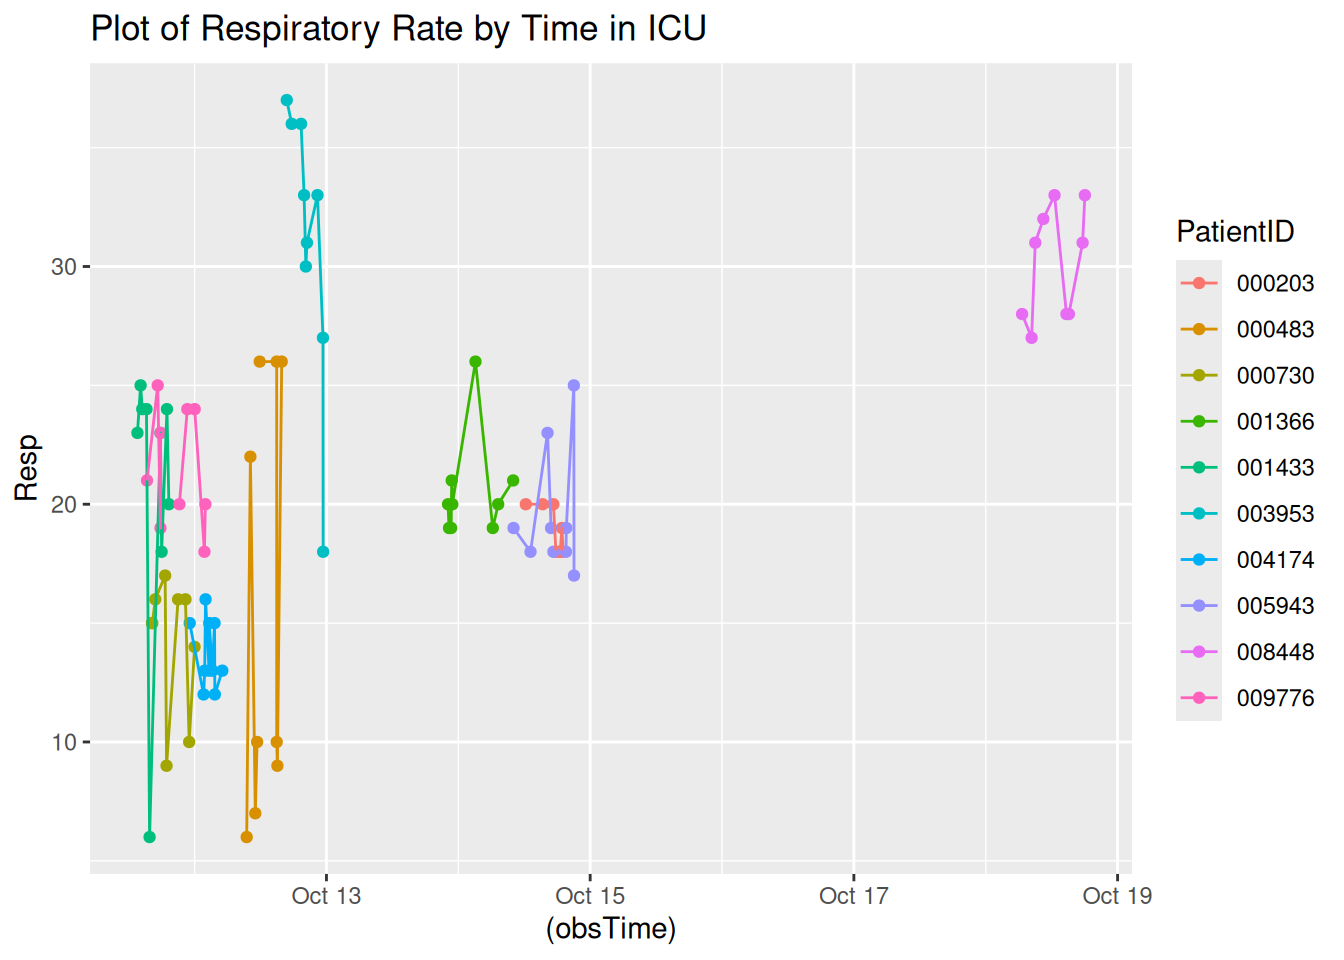 Plot of Respiratory Rate by Time in ICU
Resp
30
20
10
Oct 13
Oct 15
Oct 17
Oct 19
(obsTime)
PatientID
000203
000483
000730
001366
001433
003953
004174
005943
008448
009776